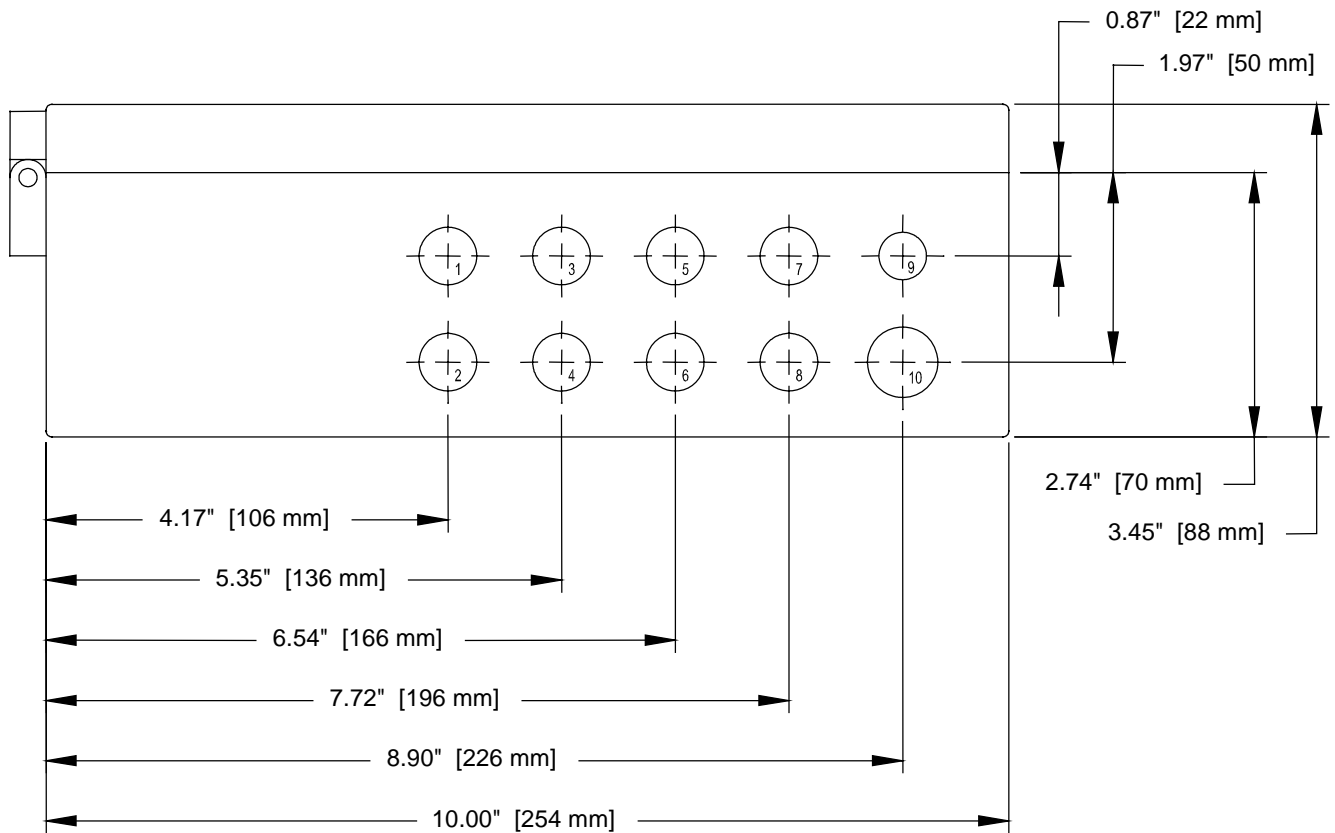 0.87" [22 mm]
1.97" [50 mm]
1 3 5 7 9
2 4 6 8 10
2.74" [70 mm]
4.17" [106 mm]
3.45" [88 mm]
5.35" [136 mm]
6.54" [166 mm]
7.72" [196 mm]
8.90" [226 mm]
10.00" [254 mm]